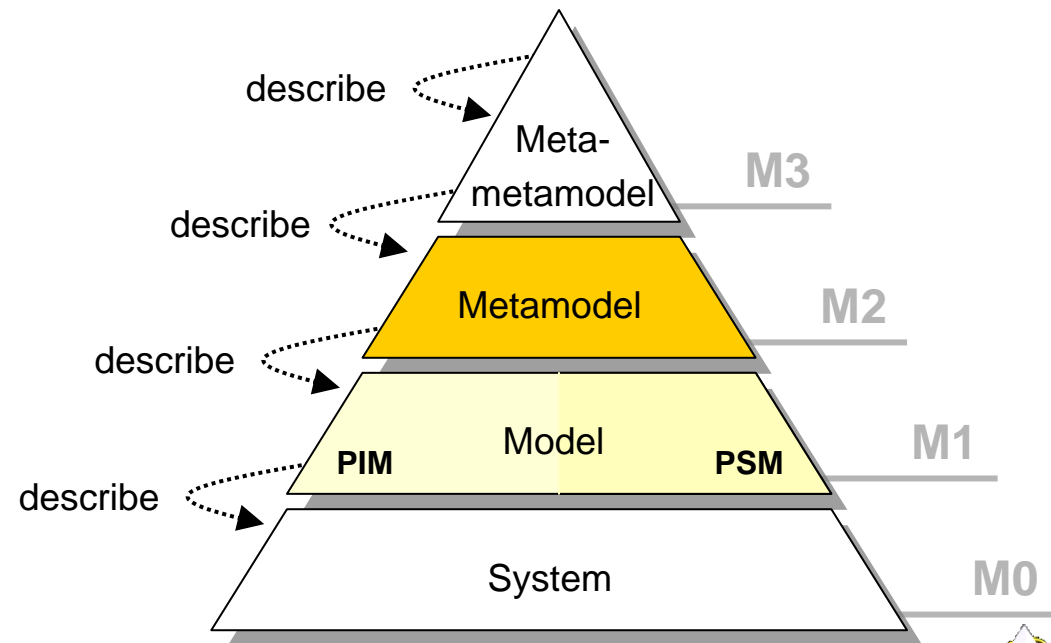 describe
Meta-
metamodel
M3
describe
Metamodel
M2
describe
Model
PIM
PSM
M1
describe
System
M0